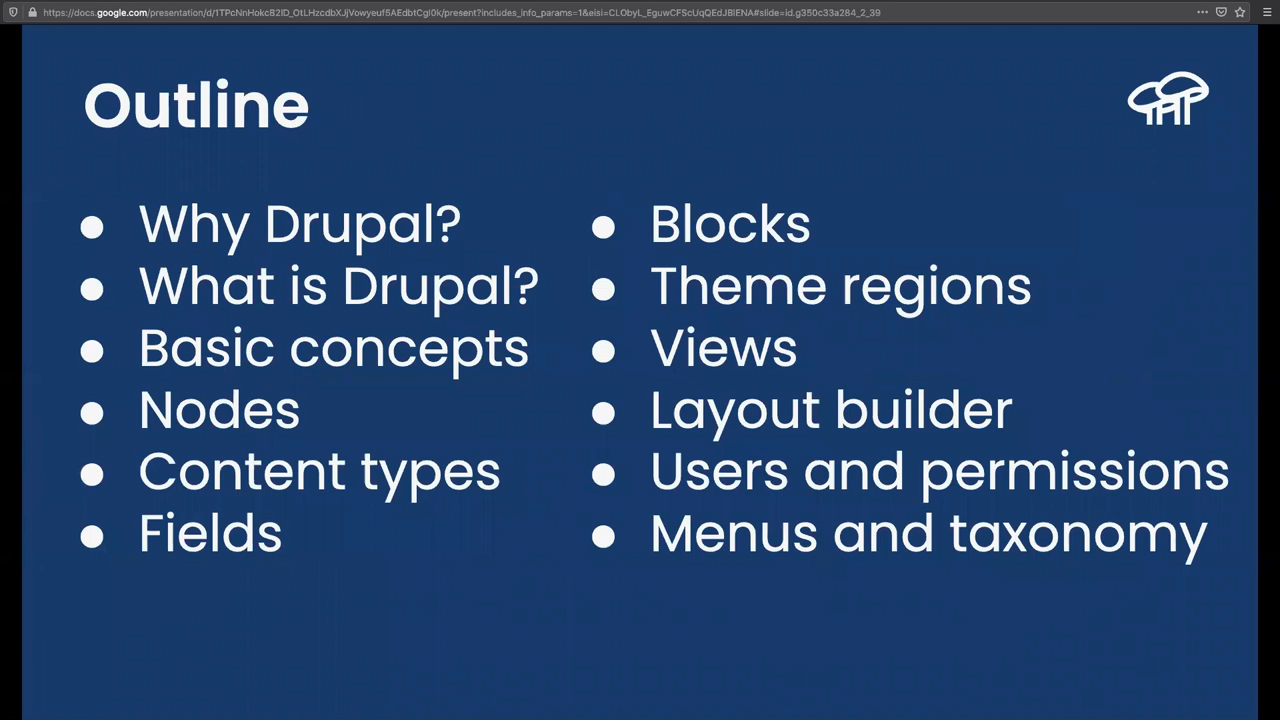 Outline
Why Drupal?
What is Drupal?
Basic concepts
Nodes
Content types
Fields
Blocks
Theme regions
Views
Layout builder
Users and permissions
Menus and taxonomy